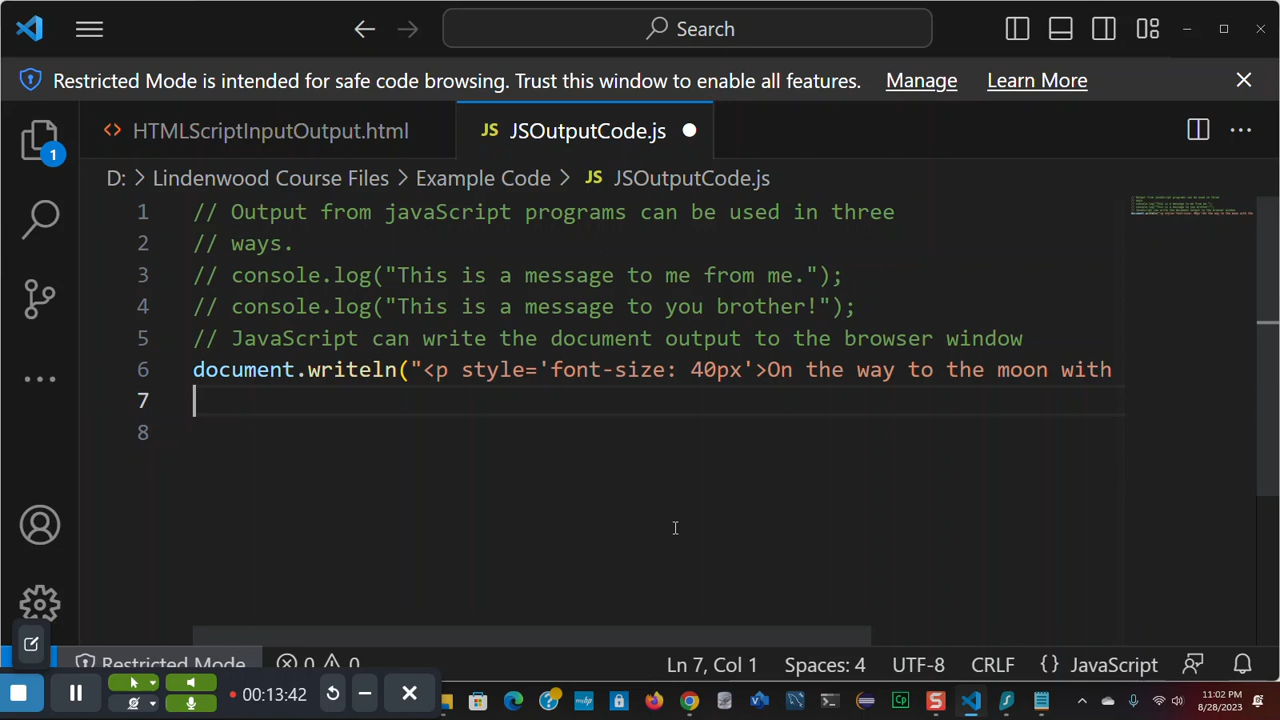 Search
Restricted Mode is intended for safe code browsing. Trust this window to enable all features. Manage Learn More
HTMLScriptInputOutput.html JS JSOutputCode.js
1
D: > Lindenwood Course Files > Example Code > JS JSOutputCode.js
1 // Output from javaScript programs can be used in three
2 // ways.
3 // console.log("This is a message to me from me.");
4 // console.log("This is a message to you brother!");
5 // JavaScript can write the document output to the browser window
6 document.writeln("<p style='font-size: 40px'>On the way to the moon with
7
8
Restricted Mode 0 0 Ln 7, Col 1 Spaces: 4 UTF-8 CRLF {} JavaScript
00:13:42
11:02 PM
8/28/2023